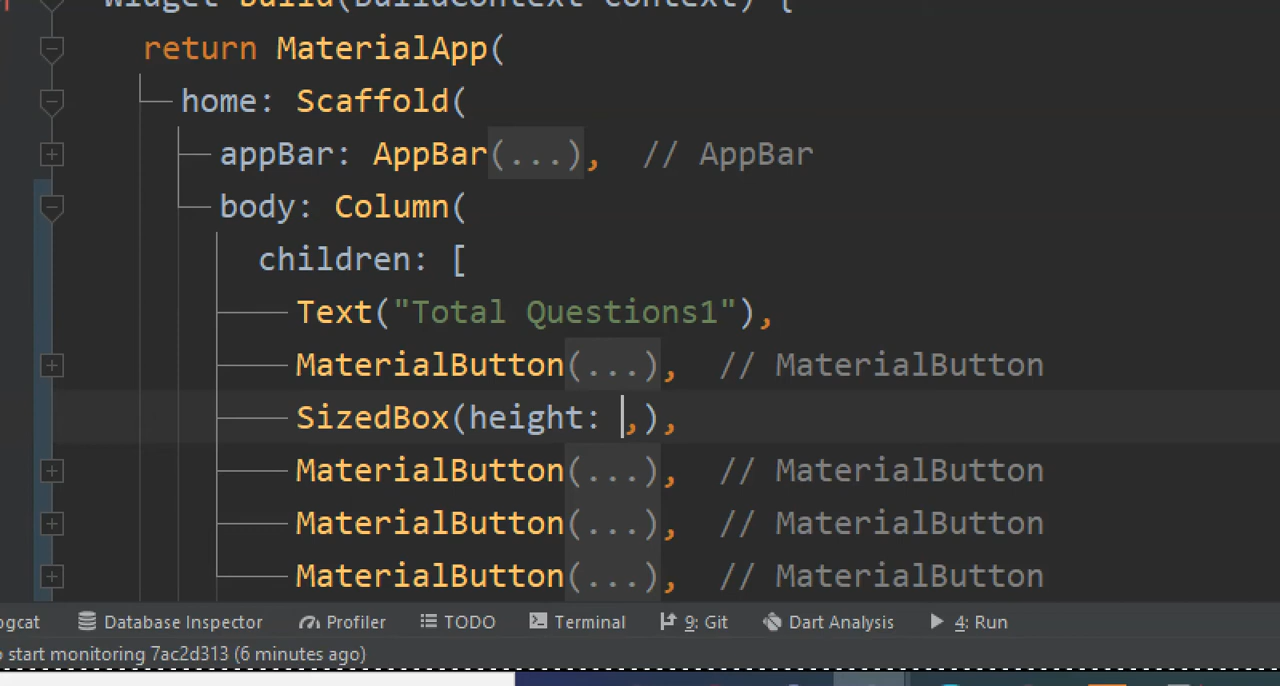 Widget build(BuildContext context) {
return MaterialApp(
home: Scaffold(
appBar: AppBar(...), // AppBar
body: Column(
children: [
Text("Total Questions1"),
MaterialButton(...), // MaterialButton
SizedBox(height: ,),
MaterialButton(...), // MaterialButton
MaterialButton(...), // MaterialButton
MaterialButton(...), // MaterialButton
ogcat Database Inspector Profiler TODO Terminal 9: Git Dart Analysis 4: Run
start monitoring 7ac2d313 (6 minutes ago)